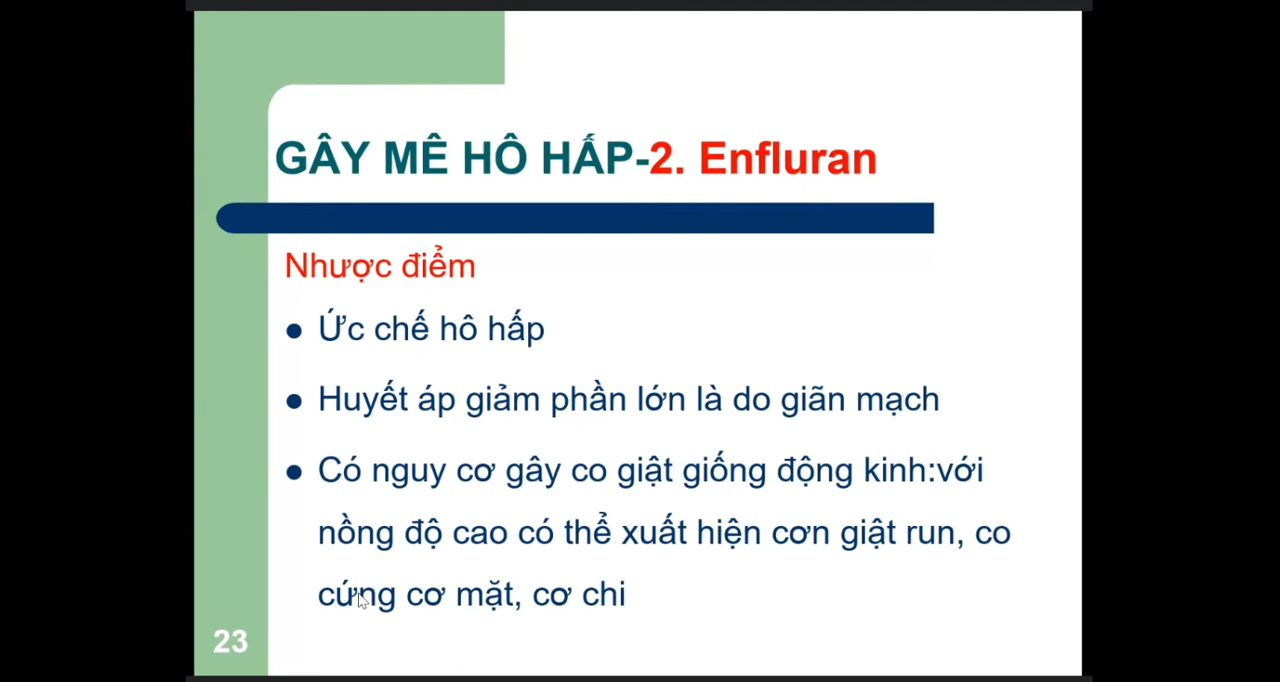 GÂY MÊ HÔ HẤP-2. Enfluran
Nhược điểm
● Ức chế hô hấp
● Huyết áp giảm phần lớn là do giãn mạch
● Có nguy cơ gây co giật giống động kinh:với
nồng độ cao có thể xuất hiện cơn giật run, co
cứng cơ mặt, cơ chi
23